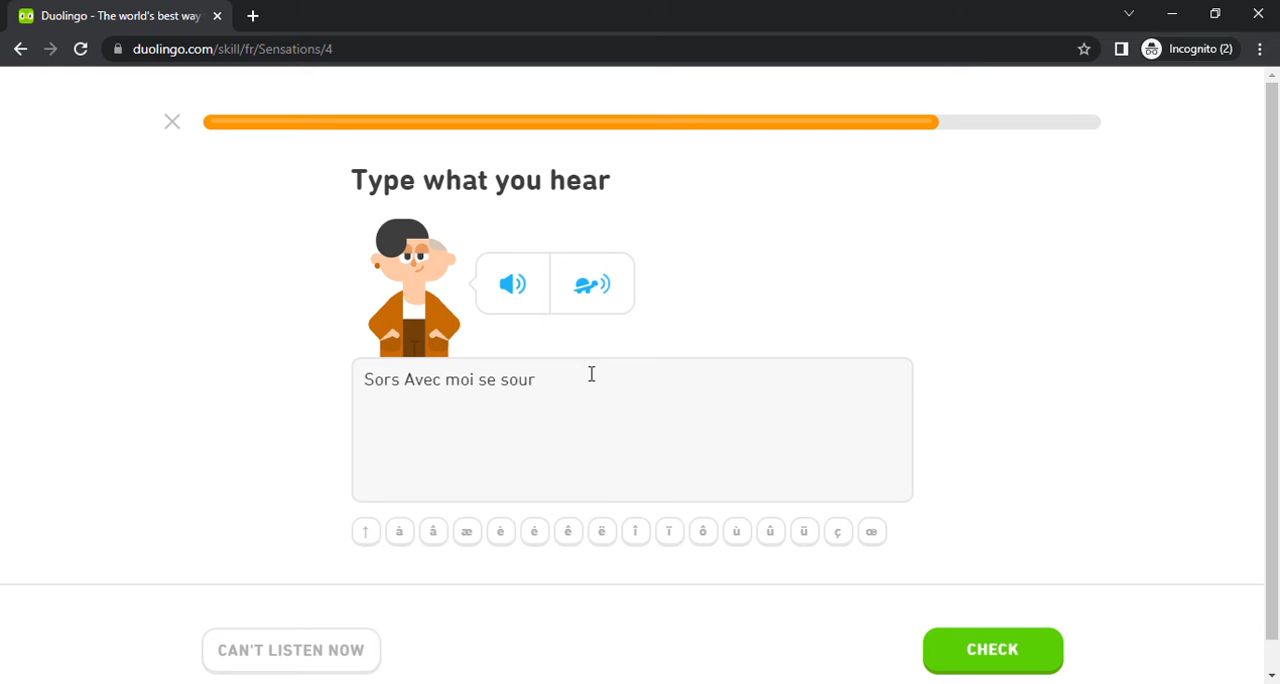 Duolingo - The world's best way
duolingo.com/skill/fr/Sensations/4
Incognito (2)
Type what you hear
Sors Avec moi se sour
↑ à â æ è é ê ë î ï ô ù û ü ç œ
CAN'T LISTEN NOW
CHECK